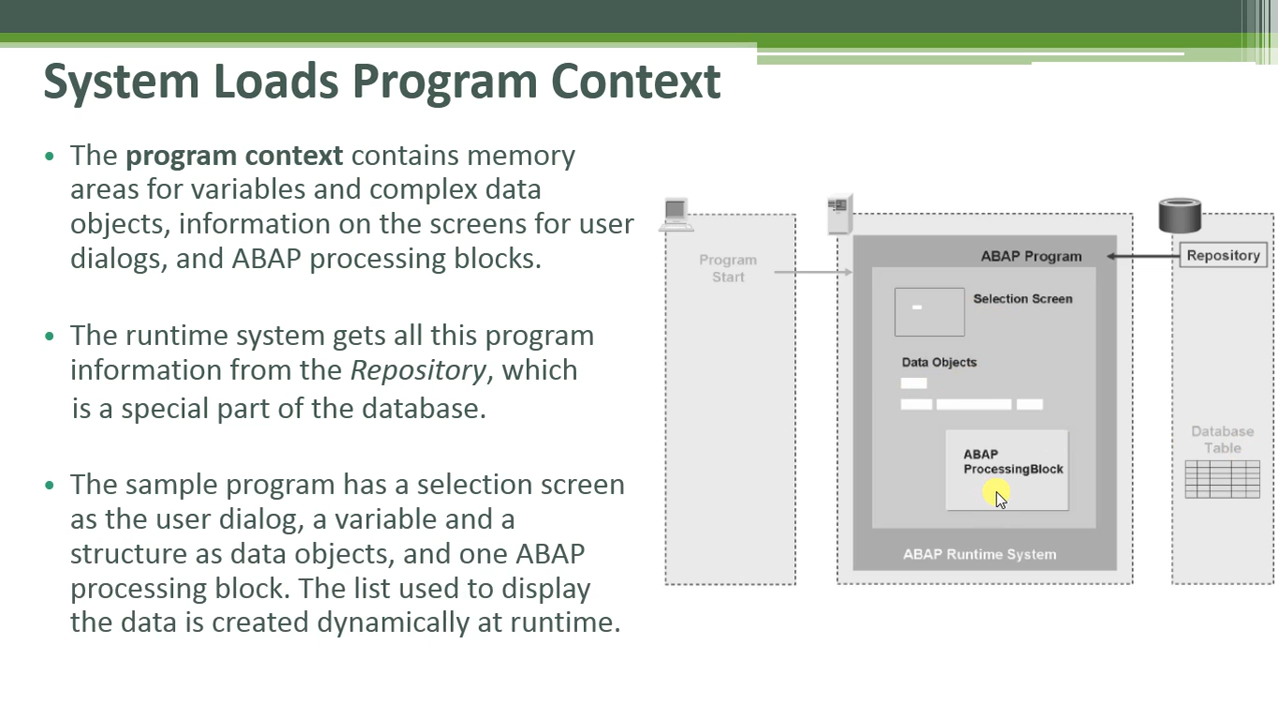 System Loads Program Context
• The program context contains memory
areas for variables and complex data
objects, information on the screens for user
dialogs, and ABAP processing blocks.
• The runtime system gets all this program
information from the Repository, which
is a special part of the database.
• The sample program has a selection screen
as the user dialog, a variable and a
structure as data objects, and one ABAP
processing block. The list used to display
the data is created dynamically at runtime.
Program
Start
ABAP Program
Selection Screen
Data Objects
ABAP
ProcessingBlock
ABAP Runtime System
Repository
Database
Table